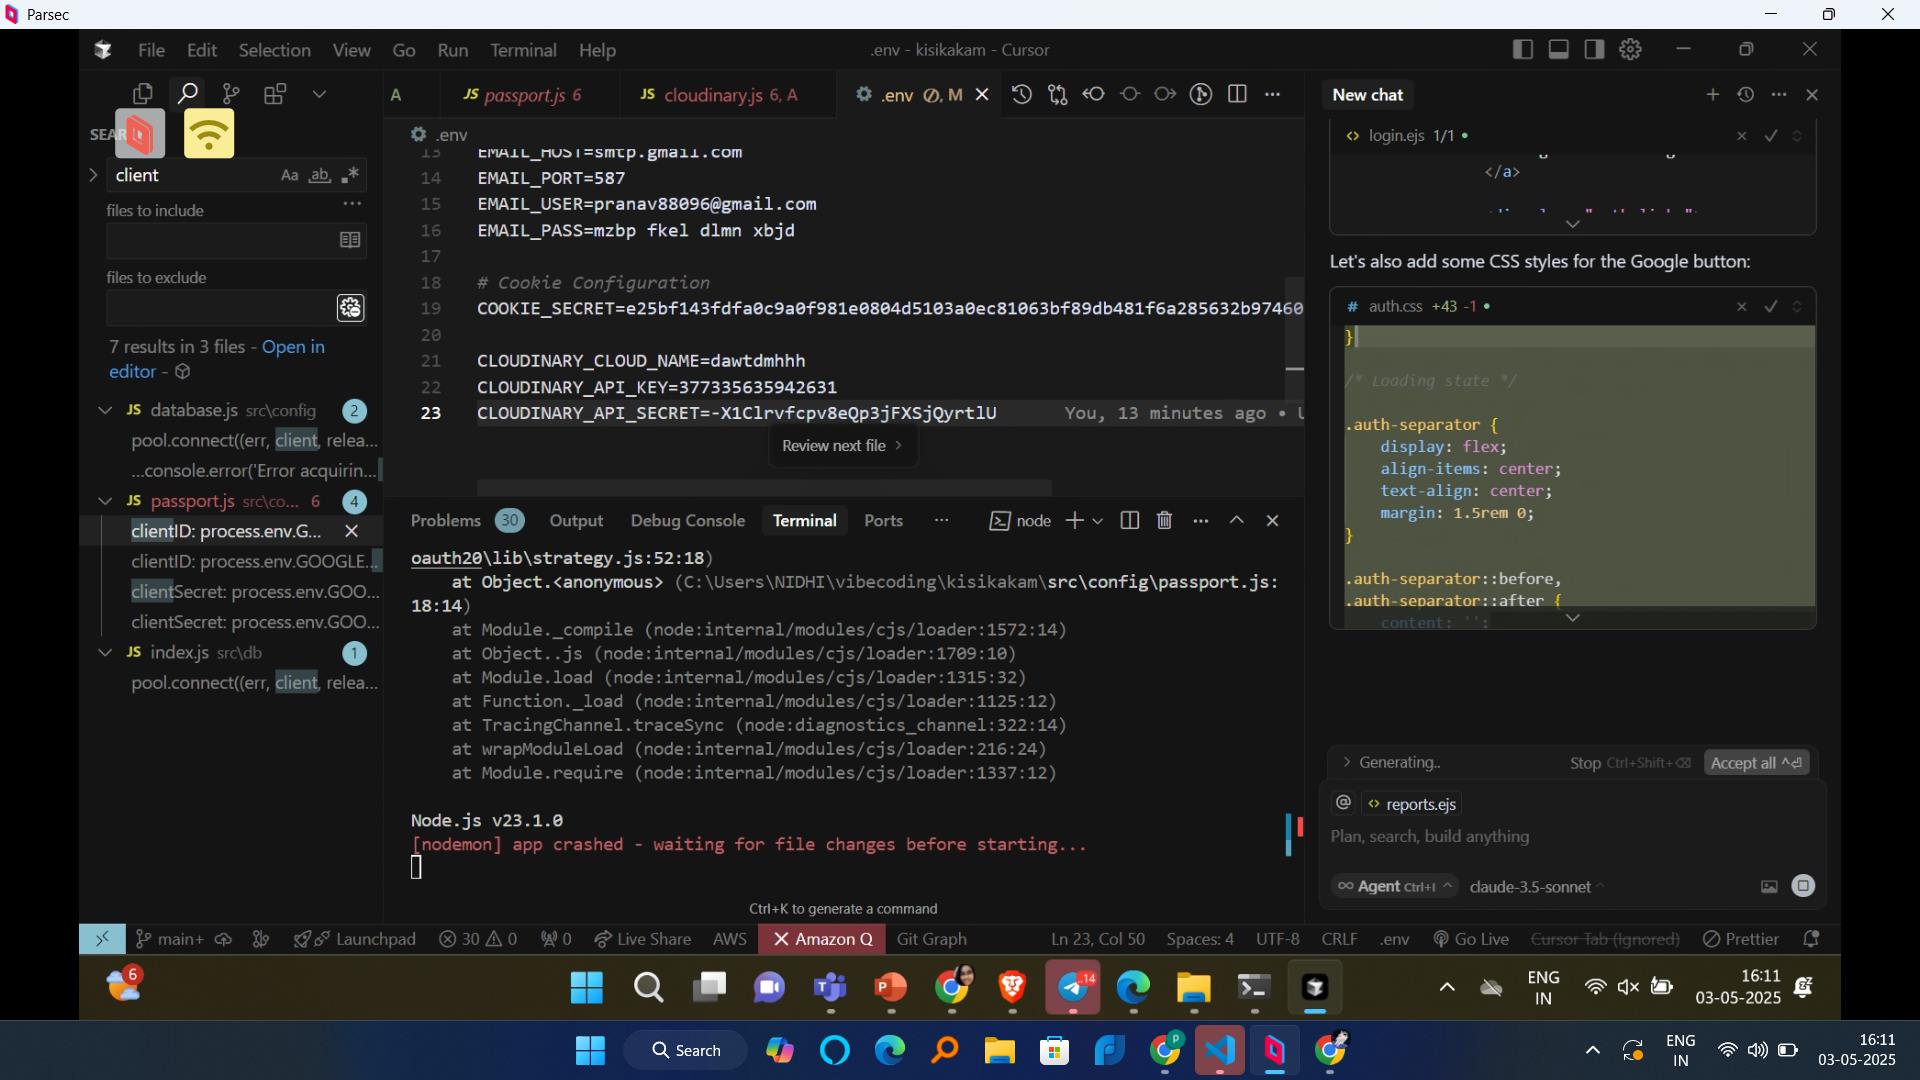 Parsec
File Edit Selection View Go Run Terminal Help
.env - kisikakam - Cursor
A
JS passport.js 6
JS cloudinary.js 6, A
.env M
New chat
SEAR
client
Aa ab
files to include
files to exclude
7 results in 3 files - Open in
editor -
JS database.js src\config 2
pool.connect((err, client, relea...
...console.error('Error acquirin...
JS passport.js src\co... 6 4
clientID: process.env.G...
clientID: process.env.GOOGLE...
clientSecret: process.env.GOO...
clientSecret: process.env.GOO...
JS index.js src\db 1
pool.connect((err, client, relea...
.env
13 EMAIL_HOST=smtp.gmail.com
14 EMAIL_PORT=587
15 EMAIL_USER=pranav88096@gmail.com
16 EMAIL_PASS=mzbp fkel dlmn xbjd
17
18 # Cookie Configuration
19 COOKIE_SECRET=e25bf143fdfa0c9a0f981e0804d5103a0ec81063bf89db481f6a285632b97460
20
21 CLOUDINARY_CLOUD_NAME=dawtdmhhh
22 CLOUDINARY_API_KEY=377335635942631
23 CLOUDINARY_API_SECRET=-X1Clrvfcpv8eQp3jFXSjQyrtlU You, 13 minutes ago •
Review next file
Problems 30 Output Debug Console Terminal Ports
node
oauth20\lib\strategy.js:52:18)
at Object.<anonymous> (C:\Users\NIDHI\vibecoding\kisikakam\src\config\passport.js:
18:14)
at Module._compile (node:internal/modules/cjs/loader:1572:14)
at Object..js (node:internal/modules/cjs/loader:1709:10)
at Module.load (node:internal/modules/cjs/loader:1315:32)
at Function._load (node:internal/modules/cjs/loader:1125:12)
at TracingChannel.traceSync (node:diagnostics_channel:322:14)
at wrapModuleLoad (node:internal/modules/cjs/loader:216:24)
at Module.require (node:internal/modules/cjs/loader:1337:12)
Node.js v23.1.0
[nodemon] app crashed - waiting for file changes before starting...
Ctrl+K to generate a command
login.ejs 1/1 •
</a>
Let's also add some CSS styles for the Google button:
# auth.css +43 -1 •
}
/* Loading state */
.auth-separator {
display: flex;
align-items: center;
text-align: center;
margin: 1.5rem 0;
}
.auth-separator::before,
.auth-separator::after {
content: '';
Generating..
Stop Ctrl+Shift+⌫
Accept all ^⏎
@ reports.ejs
Plan, search, build anything
∞ Agent Ctrl+I
claude-3.5-sonnet
main+
Launchpad
30 0
0
Live Share
AWS
Amazon Q
Git Graph
Ln 23, Col 50
Spaces: 4
UTF-8
CRLF
.env
Go Live
Cursor Tab (Ignored)
Prettier
6
14
ENG
IN
16:11
03-05-2025
Search
ENG
IN
16:11
03-05-2025